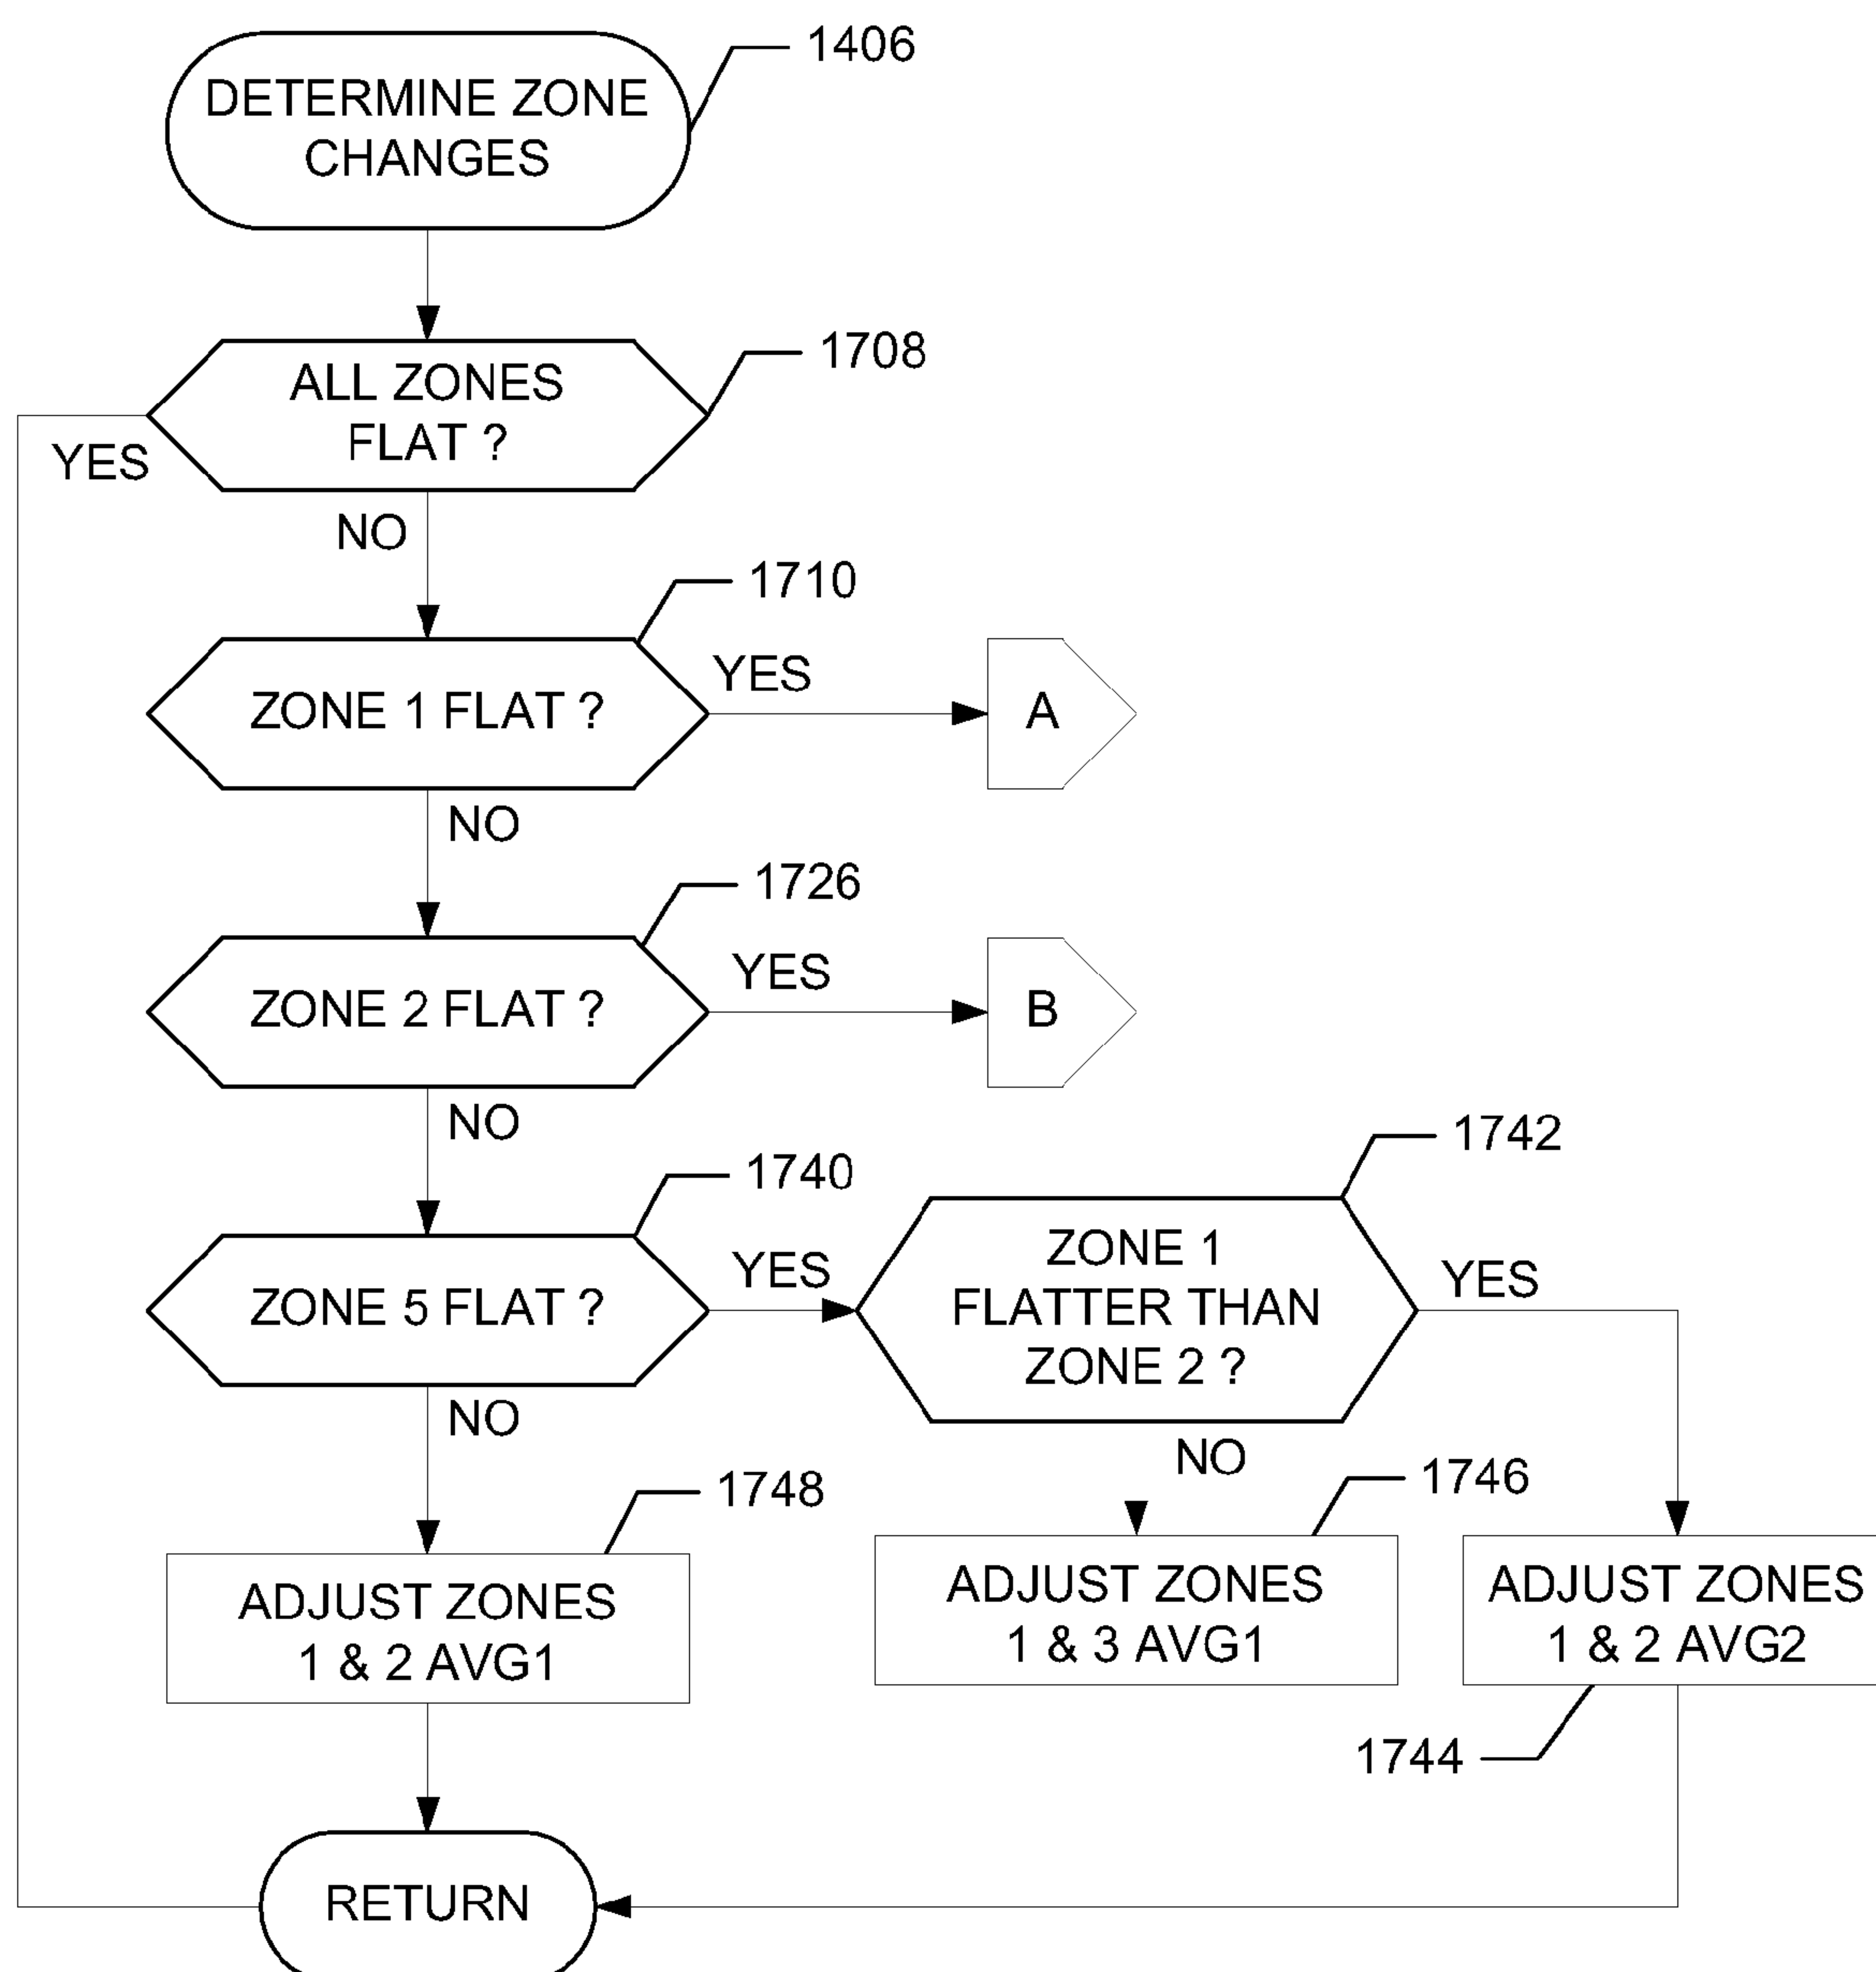 DETERMINE ZONE
CHANGES
1406
ALL ZONES
FLAT ?
1708
YES
NO
1710
ZONE 1 FLAT ?
YES
A
NO
1726
ZONE 2 FLAT ?
YES
B
NO
1740
ZONE 5 FLAT ?
YES
1742
ZONE 1
FLATTER THAN
ZONE 2 ?
YES
NO
NO
1748
ADJUST ZONES
1 & 2 AVG1
1746
ADJUST ZONES
1 & 3 AVG1
ADJUST ZONES
1 & 2 AVG2
1744
RETURN